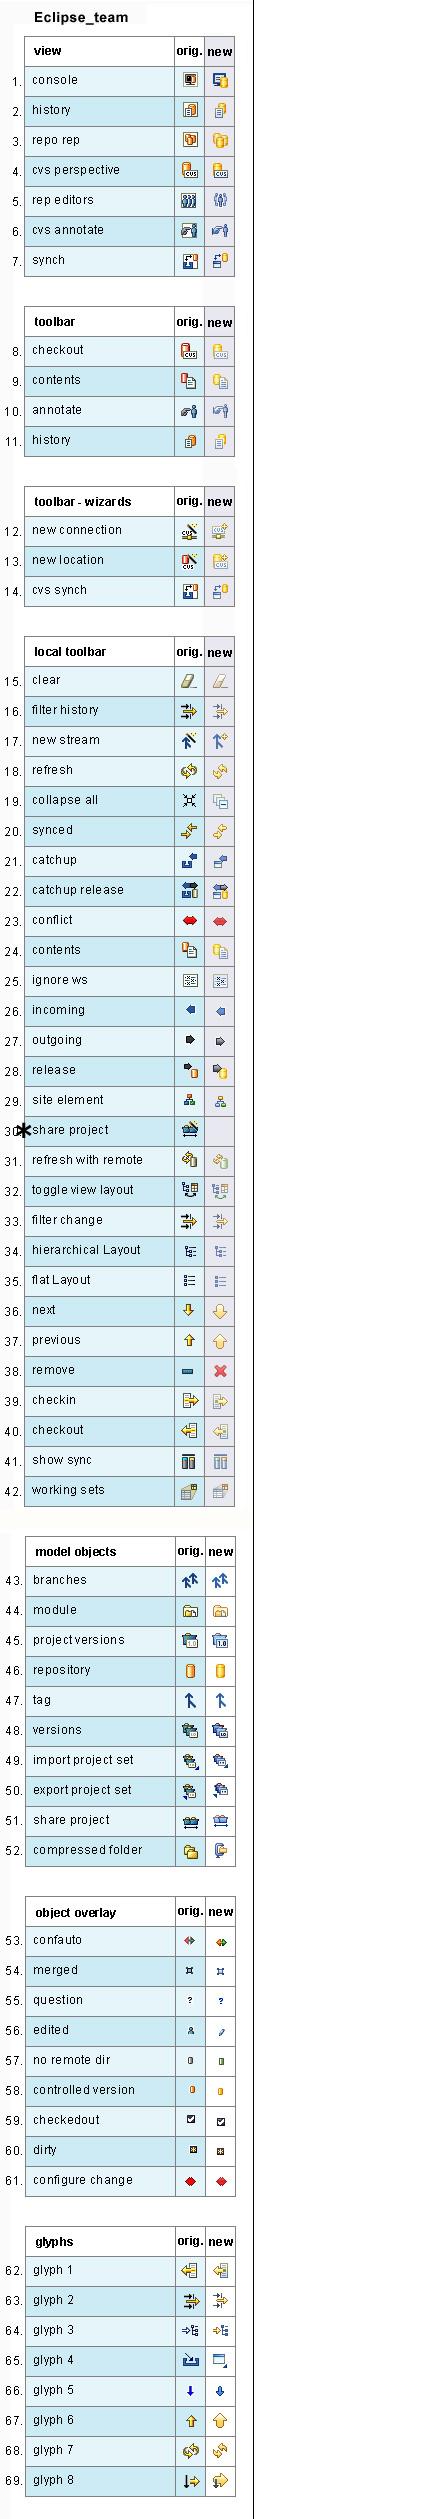 Eclipse_team
view orig. new
1. console
2. history
3. repo rep
4. cvs perspective
5. rep editors
6. cvs annotate
7. synch
toolbar orig. new
8. checkout
9. contents
10. annotate
11. history
toolbar - wizards orig. new
12. new connection
13. new location
14. cvs synch
local toolbar orig. new
15. clear
16. filter history
17. new stream
18. refresh
19. collapse all
20. synced
21. catchup
22. catchup release
23. conflict
24. contents
25. ignore ws
26. incoming
27. outgoing
28. release
29. site element
30 * share project
31. refresh with remote
32. toggle view layout
33. filter change
34. hierarchical Layout
35. flat Layout
36. next
37. previous
38. remove
39. checkin
40. checkout
41. show sync
42. working sets
model objects orig. new
43. branches
44. module
45. project versions
46. repository
47. tag
48. versions
49. import project set
50. export project set
51. share project
52. compressed folder
object overlay orig. new
53. confauto
54. merged
55. question
56. edited
57. no remote dir
58. controlled version
59. checkedout
60. dirty
61. configure change
glyphs orig. new
62. glyph 1
63. glyph 2
64. glyph 3
65. glyph 4
66. glyph 5
67. glyph 6
68. glyph 7
69. glyph 8